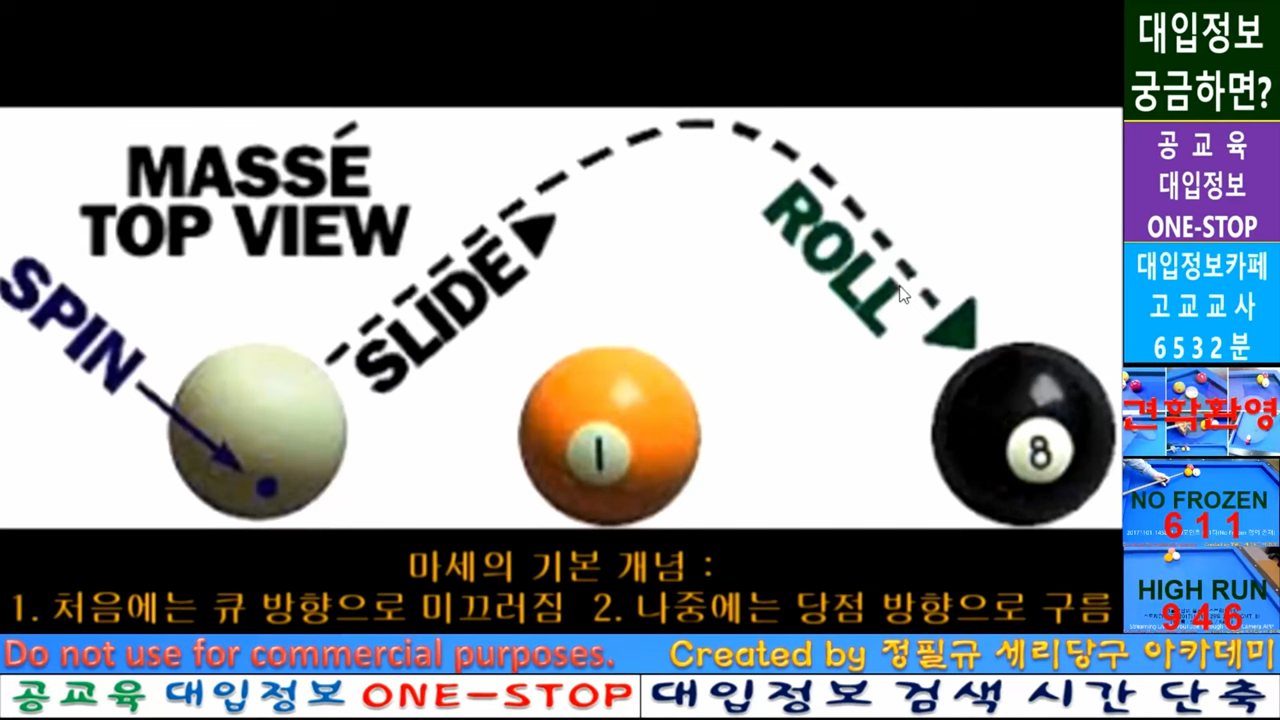 MASSÉ
TOP VIEW
SPIN
SLIDE
ROLL
1
8
마세의 기본 개념 :
1. 처음에는 큐 방향으로 미끄러짐 2. 나중에는 당점 방향으로 구름
Do not use for commercial purposes. Created by 정필규 세리당구 아카데미
공교육 대입정보 ONE-STOP 대입정보 검색 시간 단축
대입정보
궁금하면?
공 교 육
대입정보
ONE-STOP
대입정보카페
고 교 교 사
6 5 3 2 분
견학환영
NO FROZEN
6 1 1
HIGH RUN
9 4 6